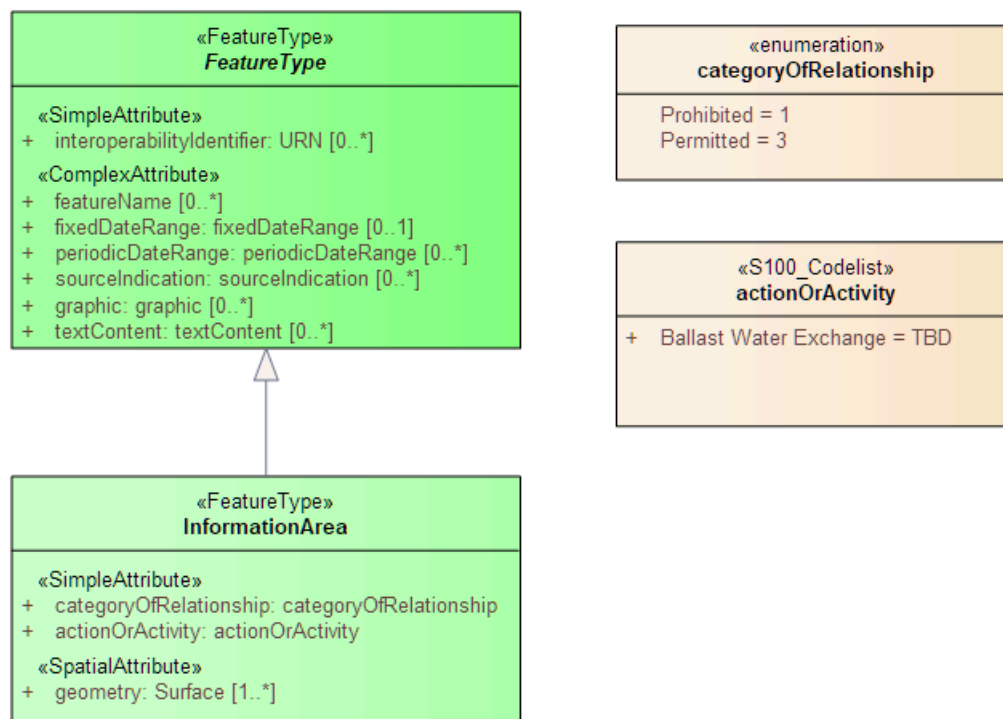 «FeatureType»
FeatureType
«SimpleAttribute»
+ interoperabilityIdentifier: URN [0..*]
«ComplexAttribute»
+ featureName [0..*]
+ fixedDateRange: fixedDateRange [0..1]
+ periodicDateRange: periodicDateRange [0..*]
+ sourceIndication: sourceIndication [0..*]
+ graphic: graphic [0..*]
+ textContent: textContent [0..*]
«enumeration»
categoryOfRelationship
Prohibited = 1
Permitted = 3
«S100_Codelist»
actionOrActivity
+ Ballast Water Exchange = TBD
«FeatureType»
InformationArea
«SimpleAttribute»
+ categoryOfRelationship: categoryOfRelationship
+ actionOrActivity: actionOrActivity
«SpatialAttribute»
+ geometry: Surface [1..*]